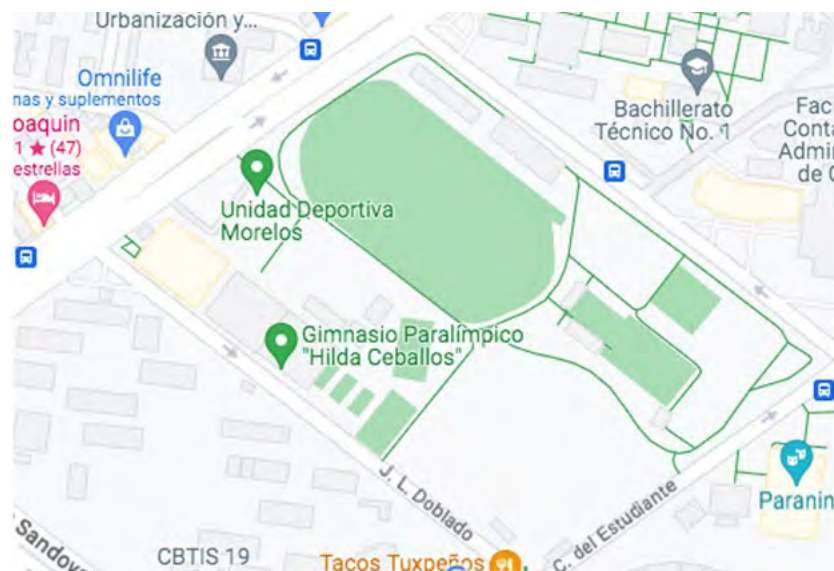 Urbanización y...
Omnilife
nas y suplementos
oaquin
1 ★ (47)
estrellas
Bachillerato
Técnico No. 1
Fac
Conta
Admin
de C
Unidad Deportiva
Morelos
Gimnasio Paralímpico
"Hilda Ceballos"
J. L. Doblado
C. del Estudiante
Paranin
Sandova
CBTIS 19
Tacos Tuxpeños